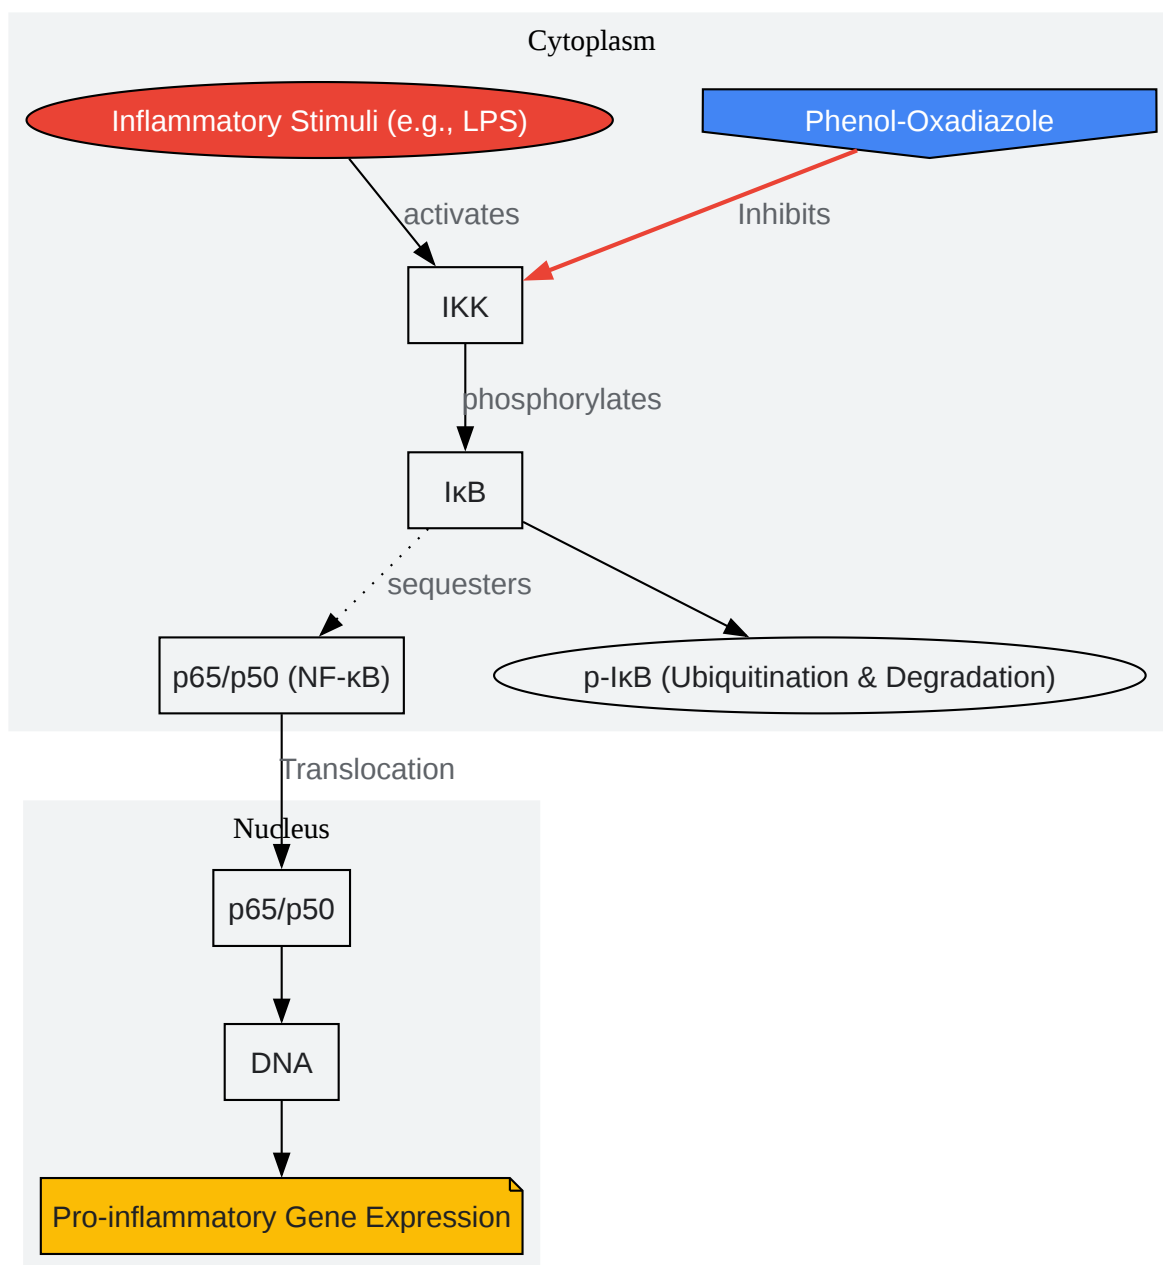 Cytoplasm
Inflammatory Stimuli (e.g., LPS)
Phenol-Oxadiazole
activates
Inhibits
IKK
phosphorylates
IκB
sequesters
p65/p50 (NF-κB)
p-IκB (Ubiquitination & Degradation)
Translocation
Nucleus
p65/p50
DNA
Pro-inflammatory Gene Expression